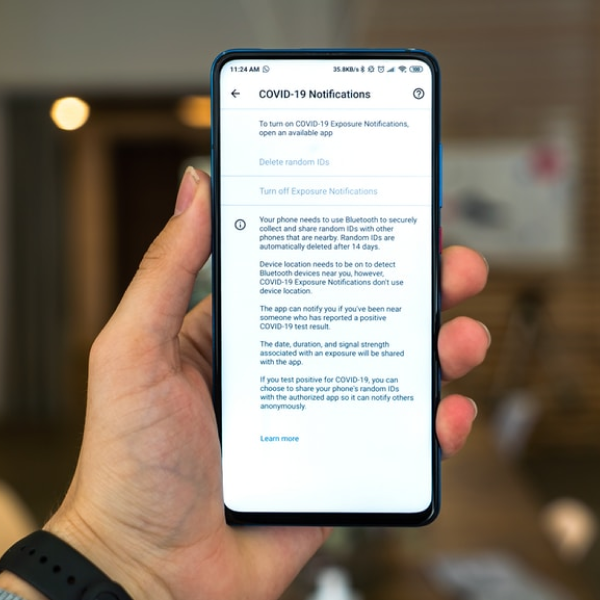 11:24 AM
35.8KB/s
COVID-19 Notifications
To turn on COVID-19 Exposure Notifications,
open an available app
Delete random IDs
Turn off Exposure Notifications
Your phone needs to use Bluetooth to securely
collect and share random IDs with other
phones that are nearby. Random IDs are
automatically deleted after 14 days.
Device location needs to be on to detect
Bluetooth devices near you, however,
COVID-19 Exposure Notifications don't use
device location.
The app can notify you if you've been near
someone who has reported a positive
COVID-19 test result.
The date, duration, and signal strength
associated with an exposure will be shared
with the app.
If you test positive for COVID-19, you can
choose to share your phone's random IDs
with the authorized app so it can notify others
anonymously.
Learn more